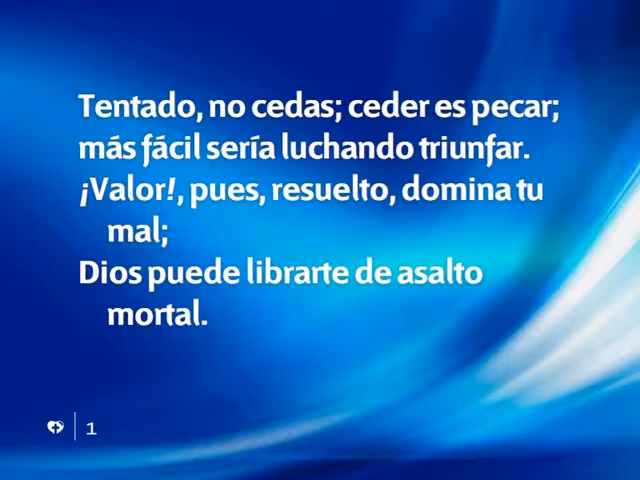 Tentado, no cedas; ceder es pecar;
más fácil sería luchando triunfar.
¡Valor!, pues, resuelto, domina tu
mal;
Dios puede librarte de asalto
mortal.
1